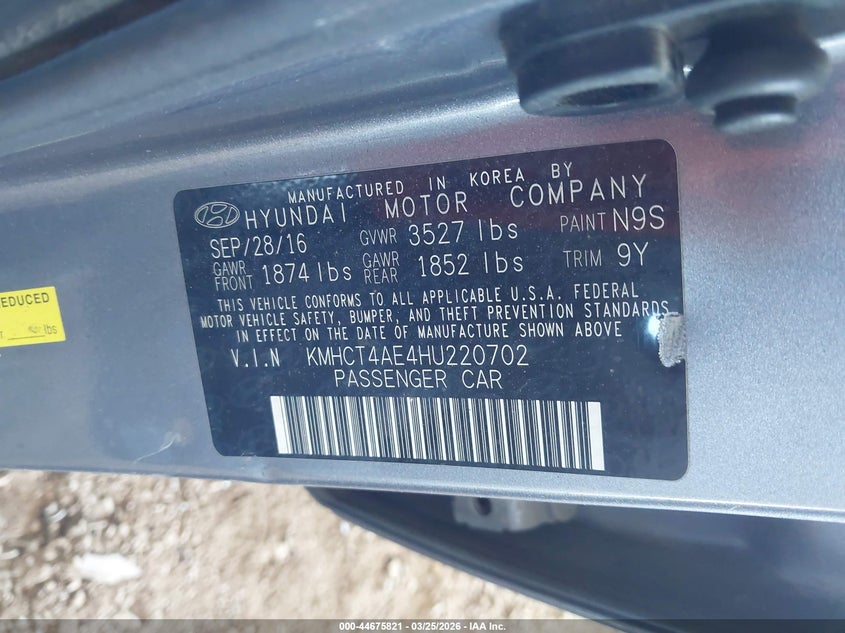 MANUFACTURED IN KOREA BY
HYUNDAI MOTOR COMPANY
SEP/28/16 GVWR 3527 lbs PAINT N9S
GAWR FRONT 1874 lbs GAWR REAR 1852 lbs TRIM 9Y
THIS VEHICLE CONFORMS TO ALL APPLICABLE U.S.A. FEDERAL
MOTOR VEHICLE SAFETY, BUMPER, AND THEFT PREVENTION STANDARDS
IN EFFECT ON THE DATE OF MANUFACTURE SHOWN ABOVE
V.I.N KMHCT4AE4HU220702
PASSENGER CAR
EDUCED
lbs
000-44675821 - 03/25/2026 - IAA Inc.